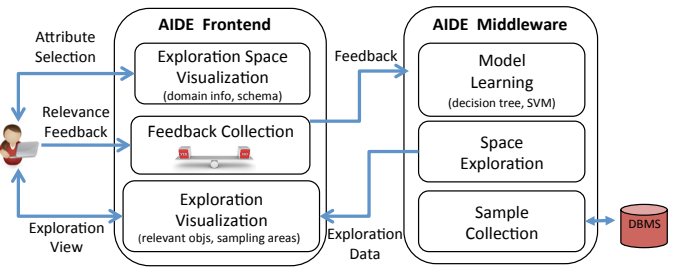 AIDE Frontend
AIDE Middleware
Attribute
Selection
Exploration Space
Visualization
(domain info, schema)
Feedback
Model
Learning
(decision tree, SVM)
Relevance
Feedback
Feedback Collection
Space
Exploration
Exploration
Visualization
(relevant objs, sampling areas)
Exploration
View
Exploration
Data
Sample
Collection
DBMS